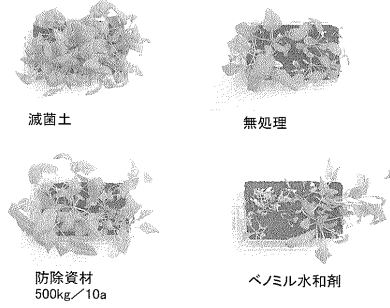 滅菌土
無処理
防除資材
500kg／10a
ベノミル水和剤